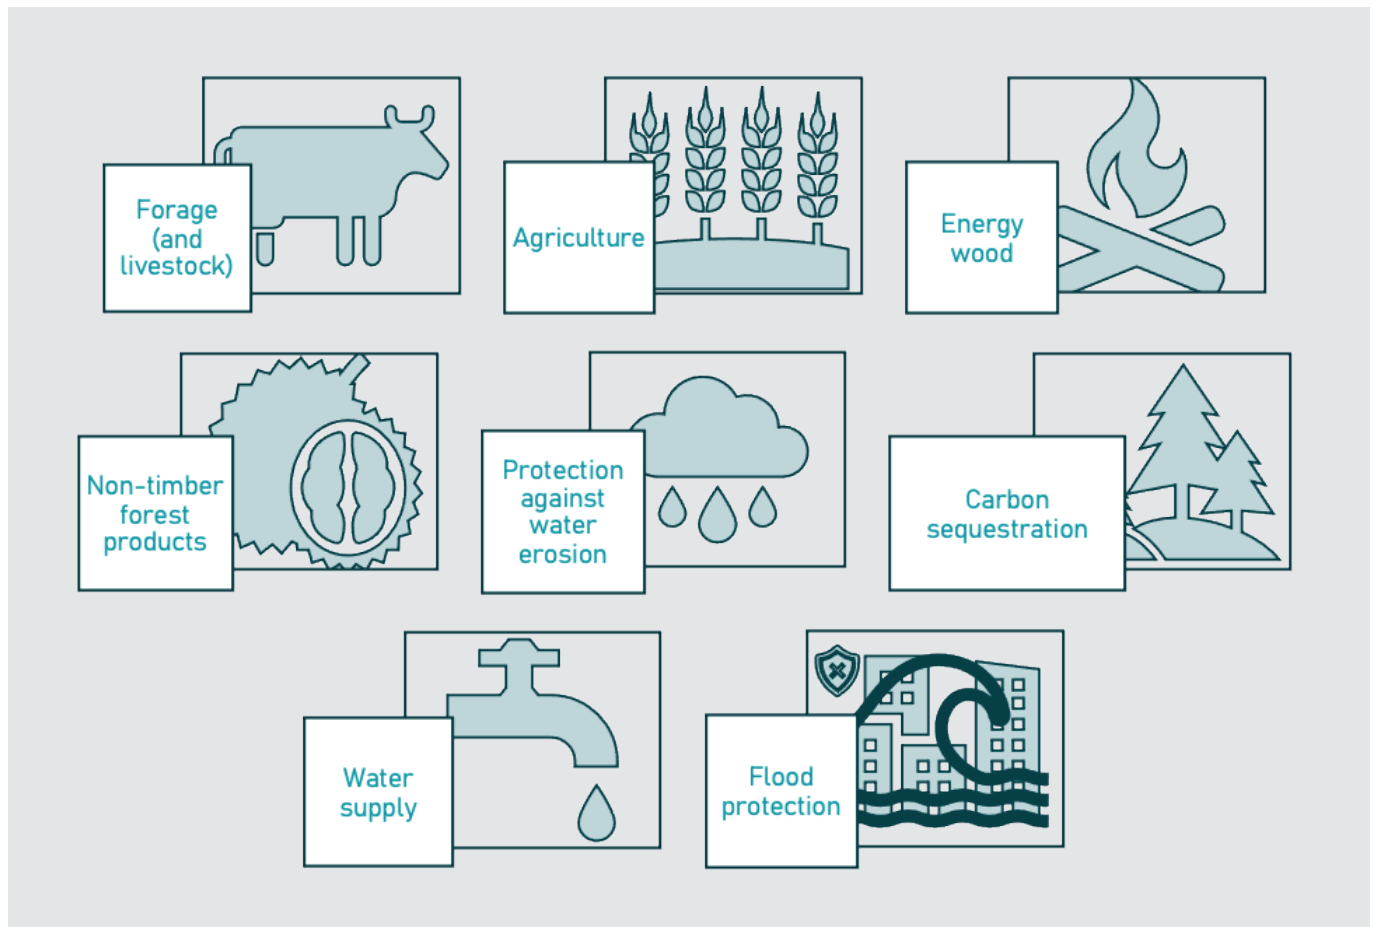 Forage
(and
livestock)
Agriculture
Energy
wood
Non-timber
forest
products
Protection
against
water
erosion
Carbon
sequestration
Water
supply
Flood
protection